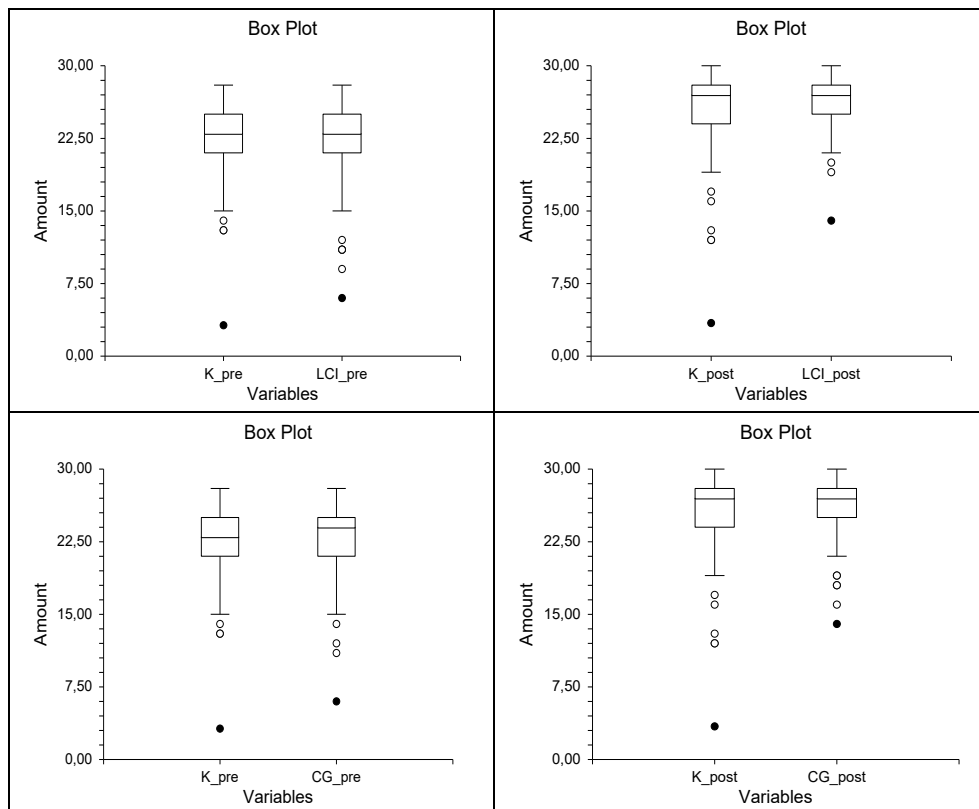 Box Plot
30,00
22,50
15,00
7,50
0,00
Amount
K_pre LCI_pre
Variables
Box Plot
30,00
22,50
15,00
7,50
0,00
Amount
K_post LCI_post
Variables
Box Plot
30,00
22,50
15,00
7,50
0,00
Amount
K_pre CG_pre
Variables
Box Plot
30,00
22,50
15,00
7,50
0,00
Amount
K_post CG_post
Variables